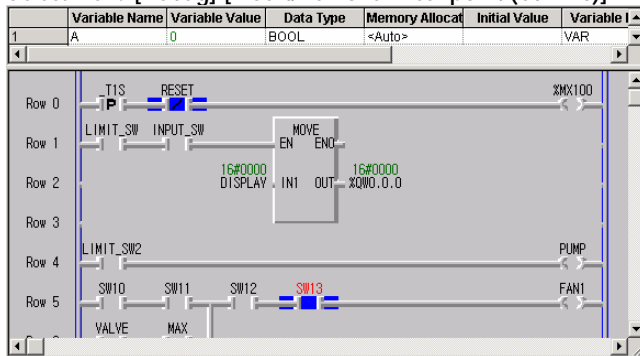 Variable Name Variable Value Data Type Memory Allocat Initial Value Variable
1 A 0 BOOL <Auto> VAR
_T1S RESET %MX100
Row 0 P
LIMIT_SW INPUT_SW MOVE
Row 1 EN ENO
16#0000 16#0000
Row 2 DISPLAY IN1 OUT %QW0.0.0
Row 3
LIMIT_SW2 PUMP
Row 4
SW10 SW11 SW12 SW13 FAN1
Row 5
VALVE MAX